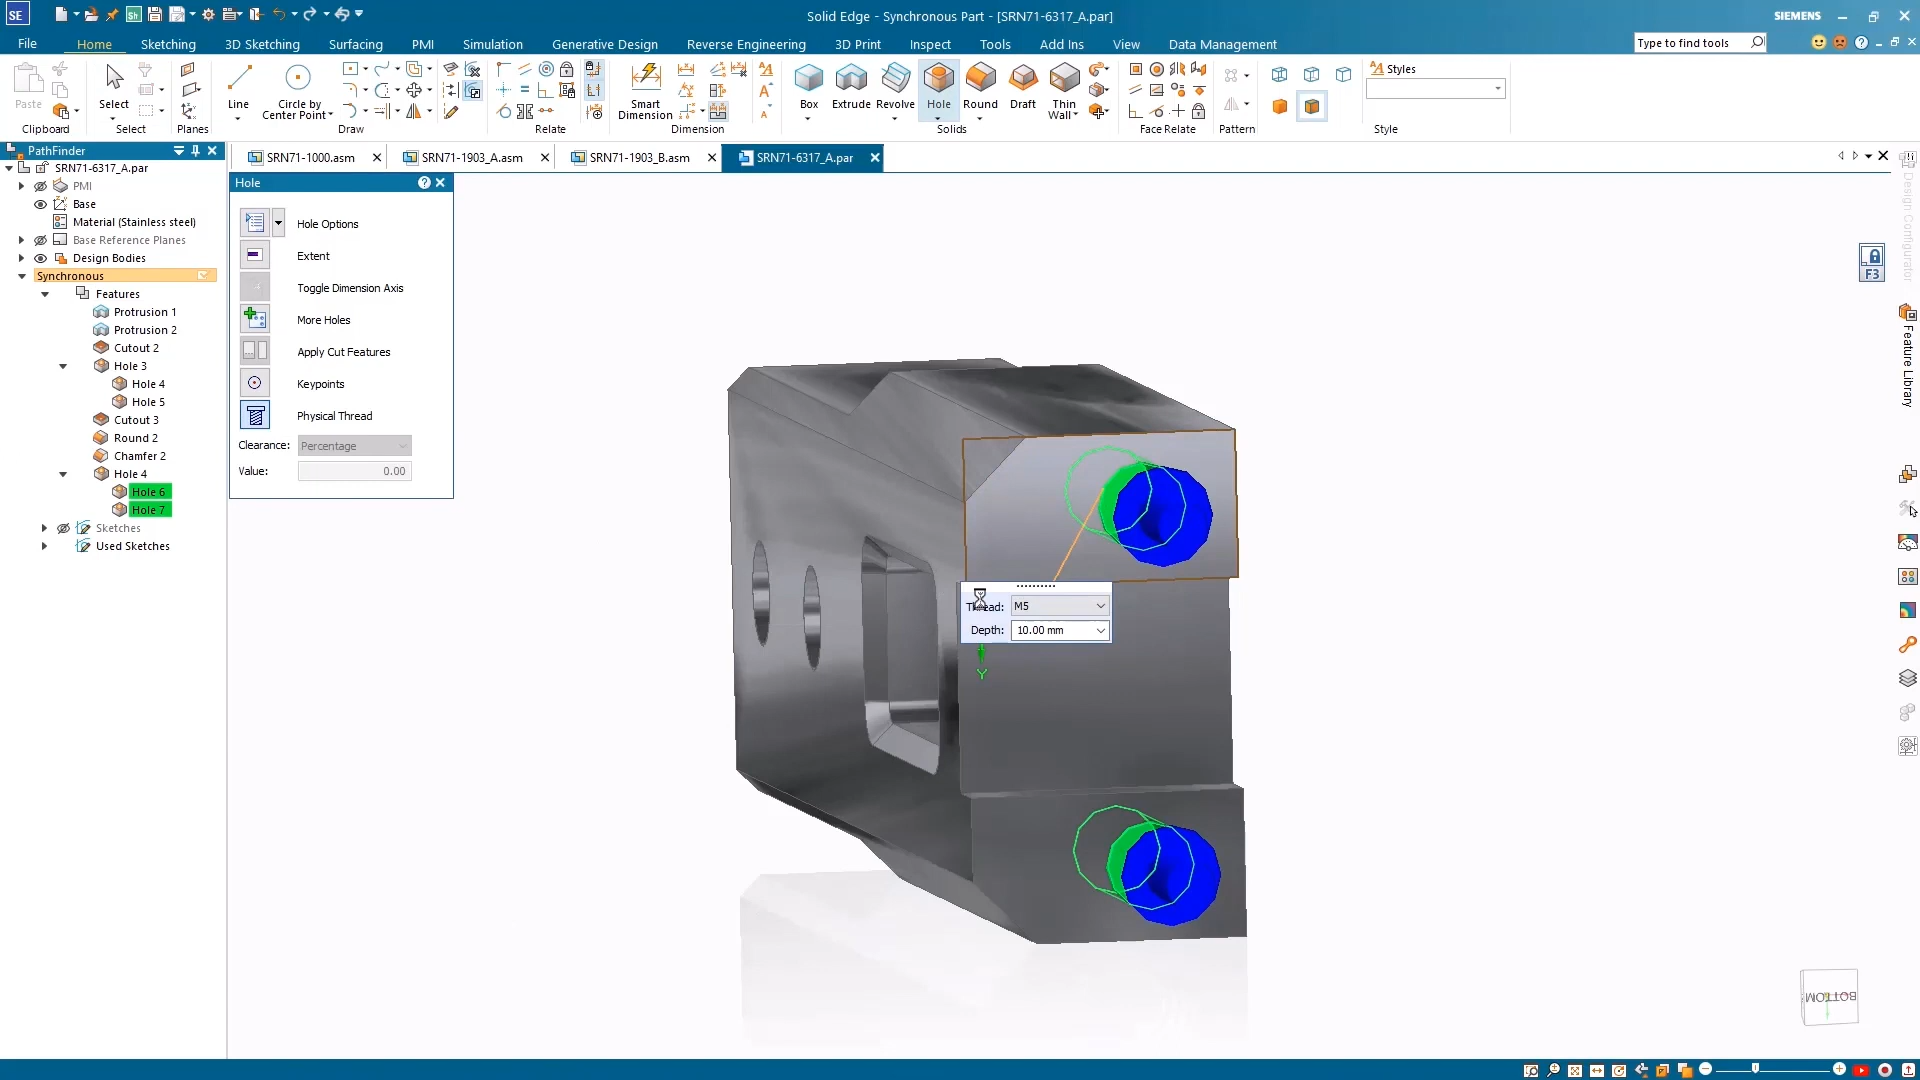 SE
Solid Edge - Synchronous Part - [SRN71-6317_A.par]
SIEMENS
File Home Sketching 3D Sketching Surfacing PMI Simulation Generative Design Reverse Engineering 3D Print Inspect Tools Add Ins View Data Management
Type to find tools
Paste
Select
Line
Circle by
Center Point
Smart
Dimension
Box
Extrude
Revolve
Hole
Round
Draft
Thin
Wall
Styles
Clipboard Select Planes Draw Relate Dimension Solids Face Relate Pattern Style
PathFinder
SRN71-6317_A.par
PMI
Base
Material (Stainless steel)
Base Reference Planes
Design Bodies
Synchronous
Features
Protrusion 1
Protrusion 2
Cutout 2
Hole 3
Hole 4
Hole 5
Cutout 3
Round 2
Chamfer 2
Hole 4
Hole 6
Hole 7
Sketches
Used Sketches
SRN71-1000.asm
SRN71-1903_A.asm
SRN71-1903_B.asm
SRN71-6317_A.par
Hole
Hole Options
Extent
Toggle Dimension Axis
More Holes
Apply Cut Features
Keypoints
Physical Thread
Clearance: Percentage
Value: 0.00
Thread: M5
Depth: 10.00 mm
Y
F3
Design Configurator
Feature Library
BOTTOM